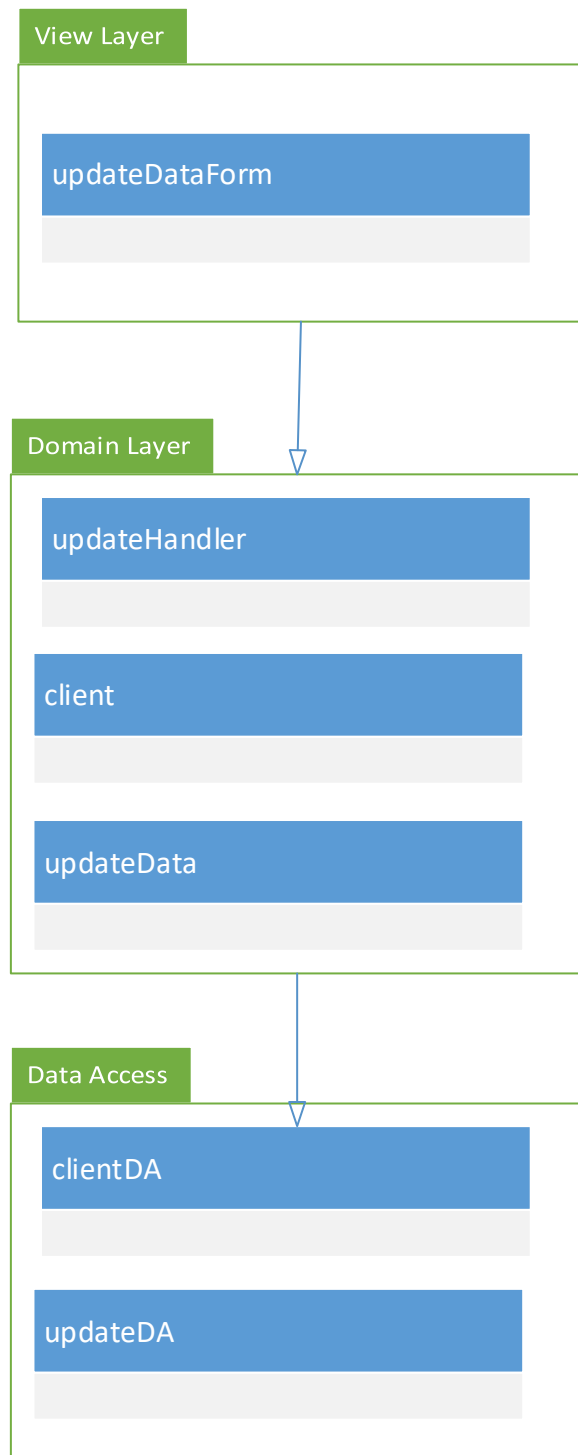 View Layer
updateDataForm
Domain Layer
updateHandler
client
updateData
Data Access
clientDA
updateDA